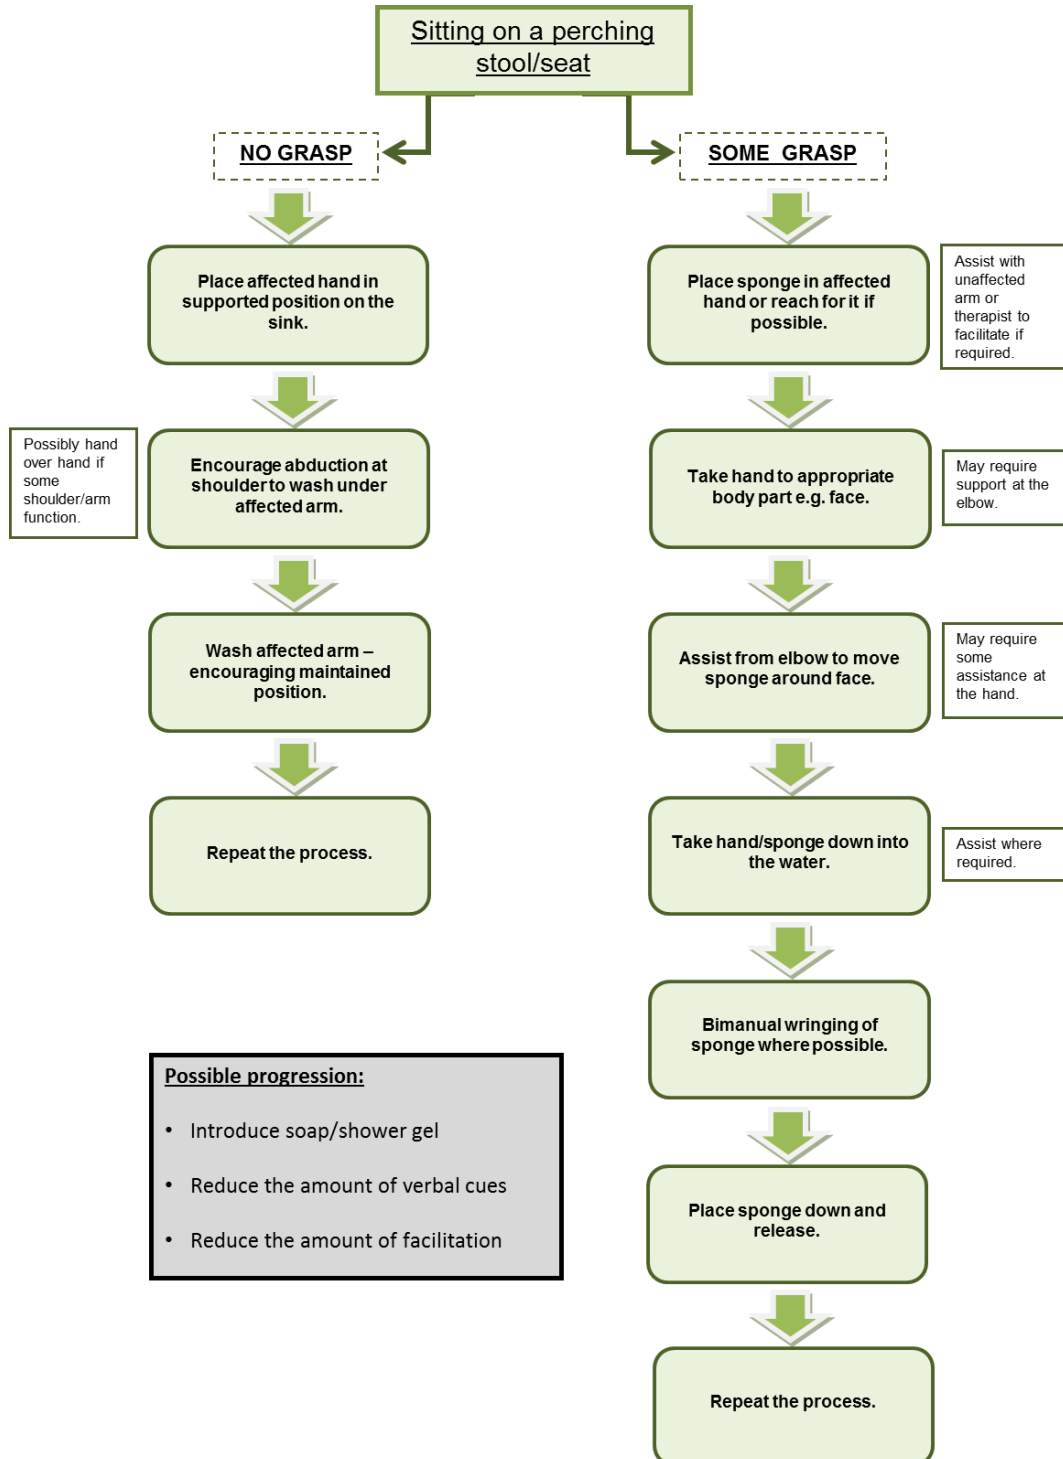 Sitting on a perching
stool/seat
NO GRASP
Place affected hand in
supported position on the
sink.
Possibly hand
over hand if
some
shoulder/arm
function.
Encourage abduction at
shoulder to wash under
affected arm.
Wash affected arm –
encouraging maintained
position.
Repeat the process.
SOME GRASP
Place sponge in affected
hand or reach for it if
possible.
Assist with
unaffected
arm or
therapist to
facilitate if
required.
Take hand to appropriate
body part e.g. face.
May require
support at the
elbow.
Assist from elbow to move
sponge around face.
May require
some
assistance at
the hand.
Take hand/sponge down into
the water.
Assist where
required.
Bimanual wringing of
sponge where possible.
Place sponge down and
release.
Repeat the process.
Possible progression:
• Introduce soap/shower gel
• Reduce the amount of verbal cues
• Reduce the amount of facilitation